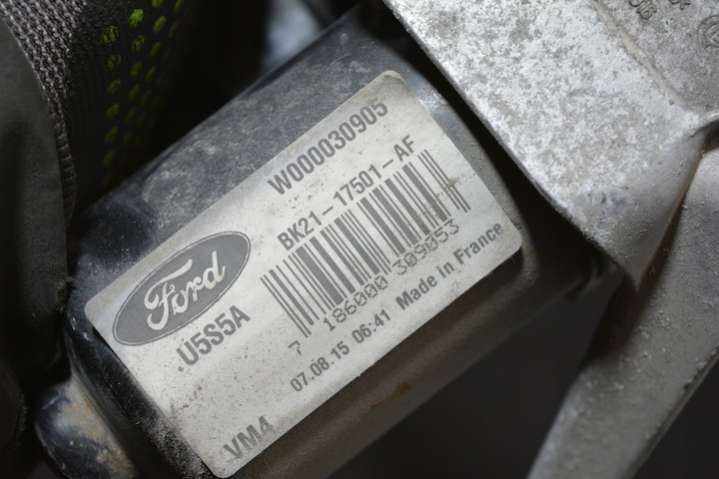 W000030905
BK21-17501-AF
Ford
.U5S5A
7 186000 309053
07.08.15 06:41 Made in France
VM4